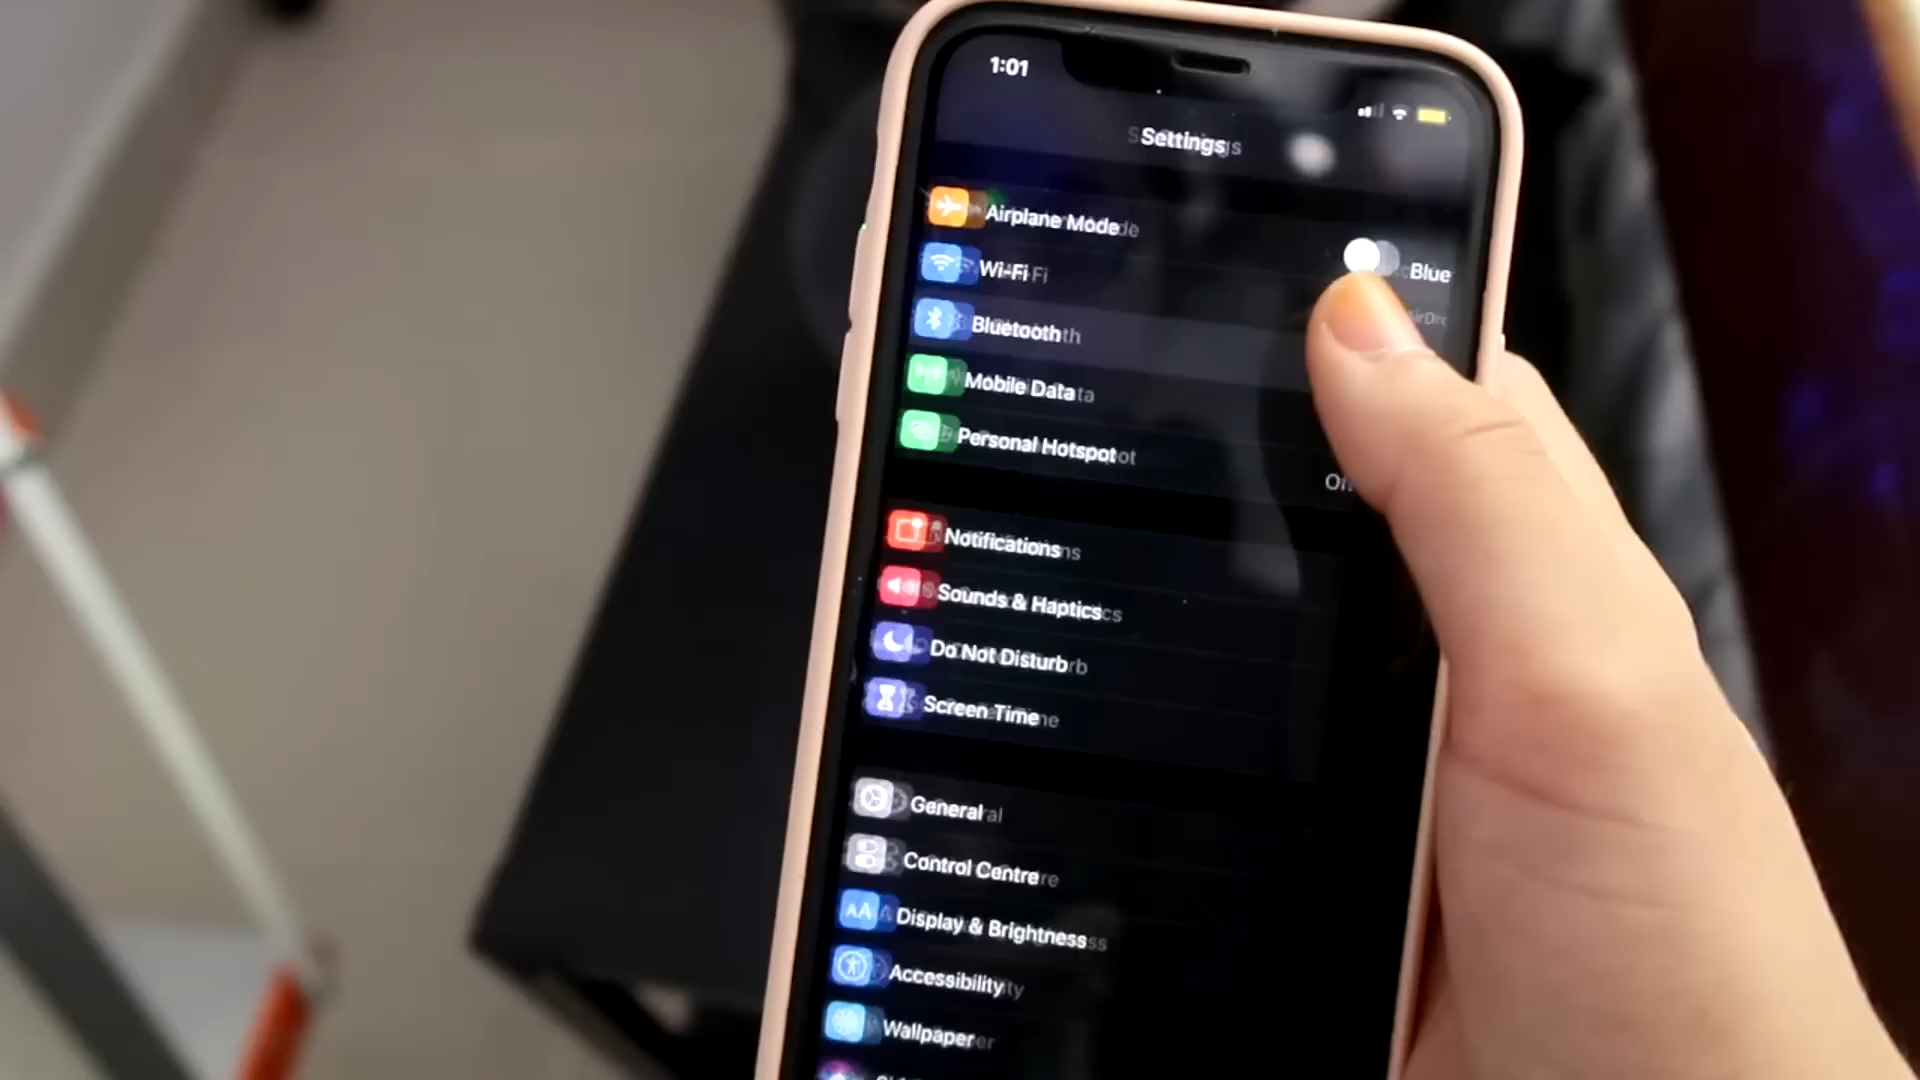 1:01
Settings
Airplane Mode
Wi-Fi
Blue
Bluetooth
Mobile Data
Personal Hotspot
Notifications
Sounds & Haptics
Do Not Disturb
Screen Time
General
Control Centre
AA
Display & Brightness
Accessibility
Wallpaper